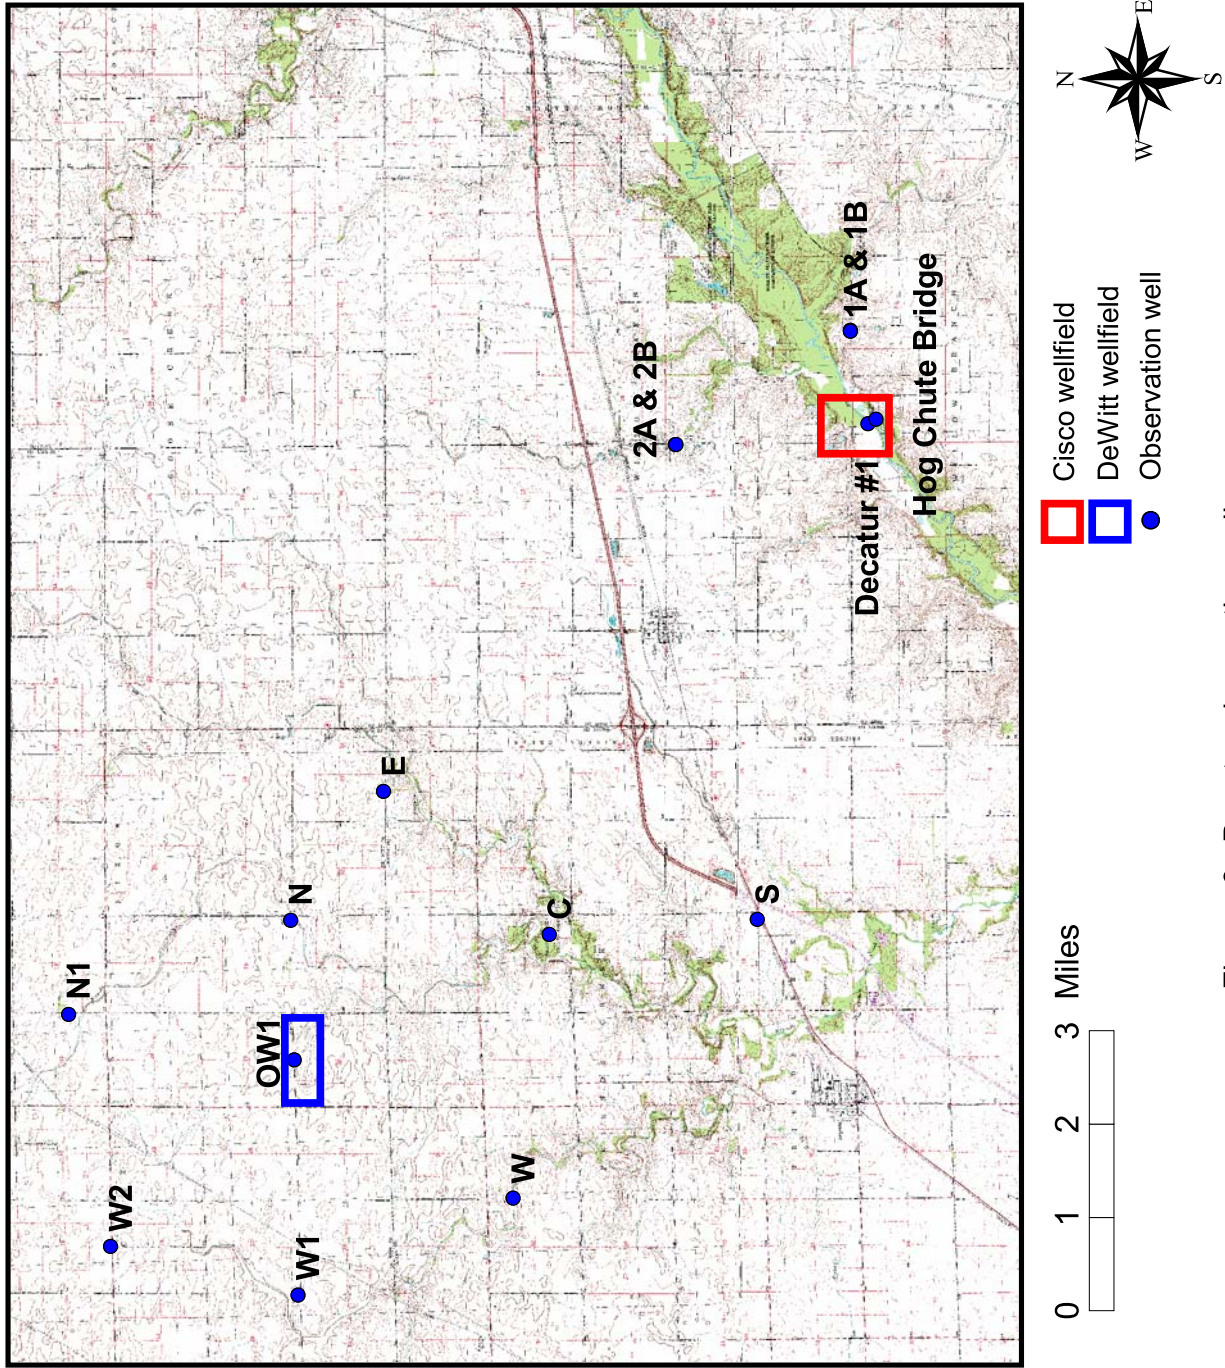 N1
W2
OW1
N
W1
E
W
C
S
2A & 2B
1A & 1B
Decatur #1
Hog Chute Bridge
0 1 2 3 Miles
Cisco wellfield
DeWitt wellfield
Observation well
N
E
S
W